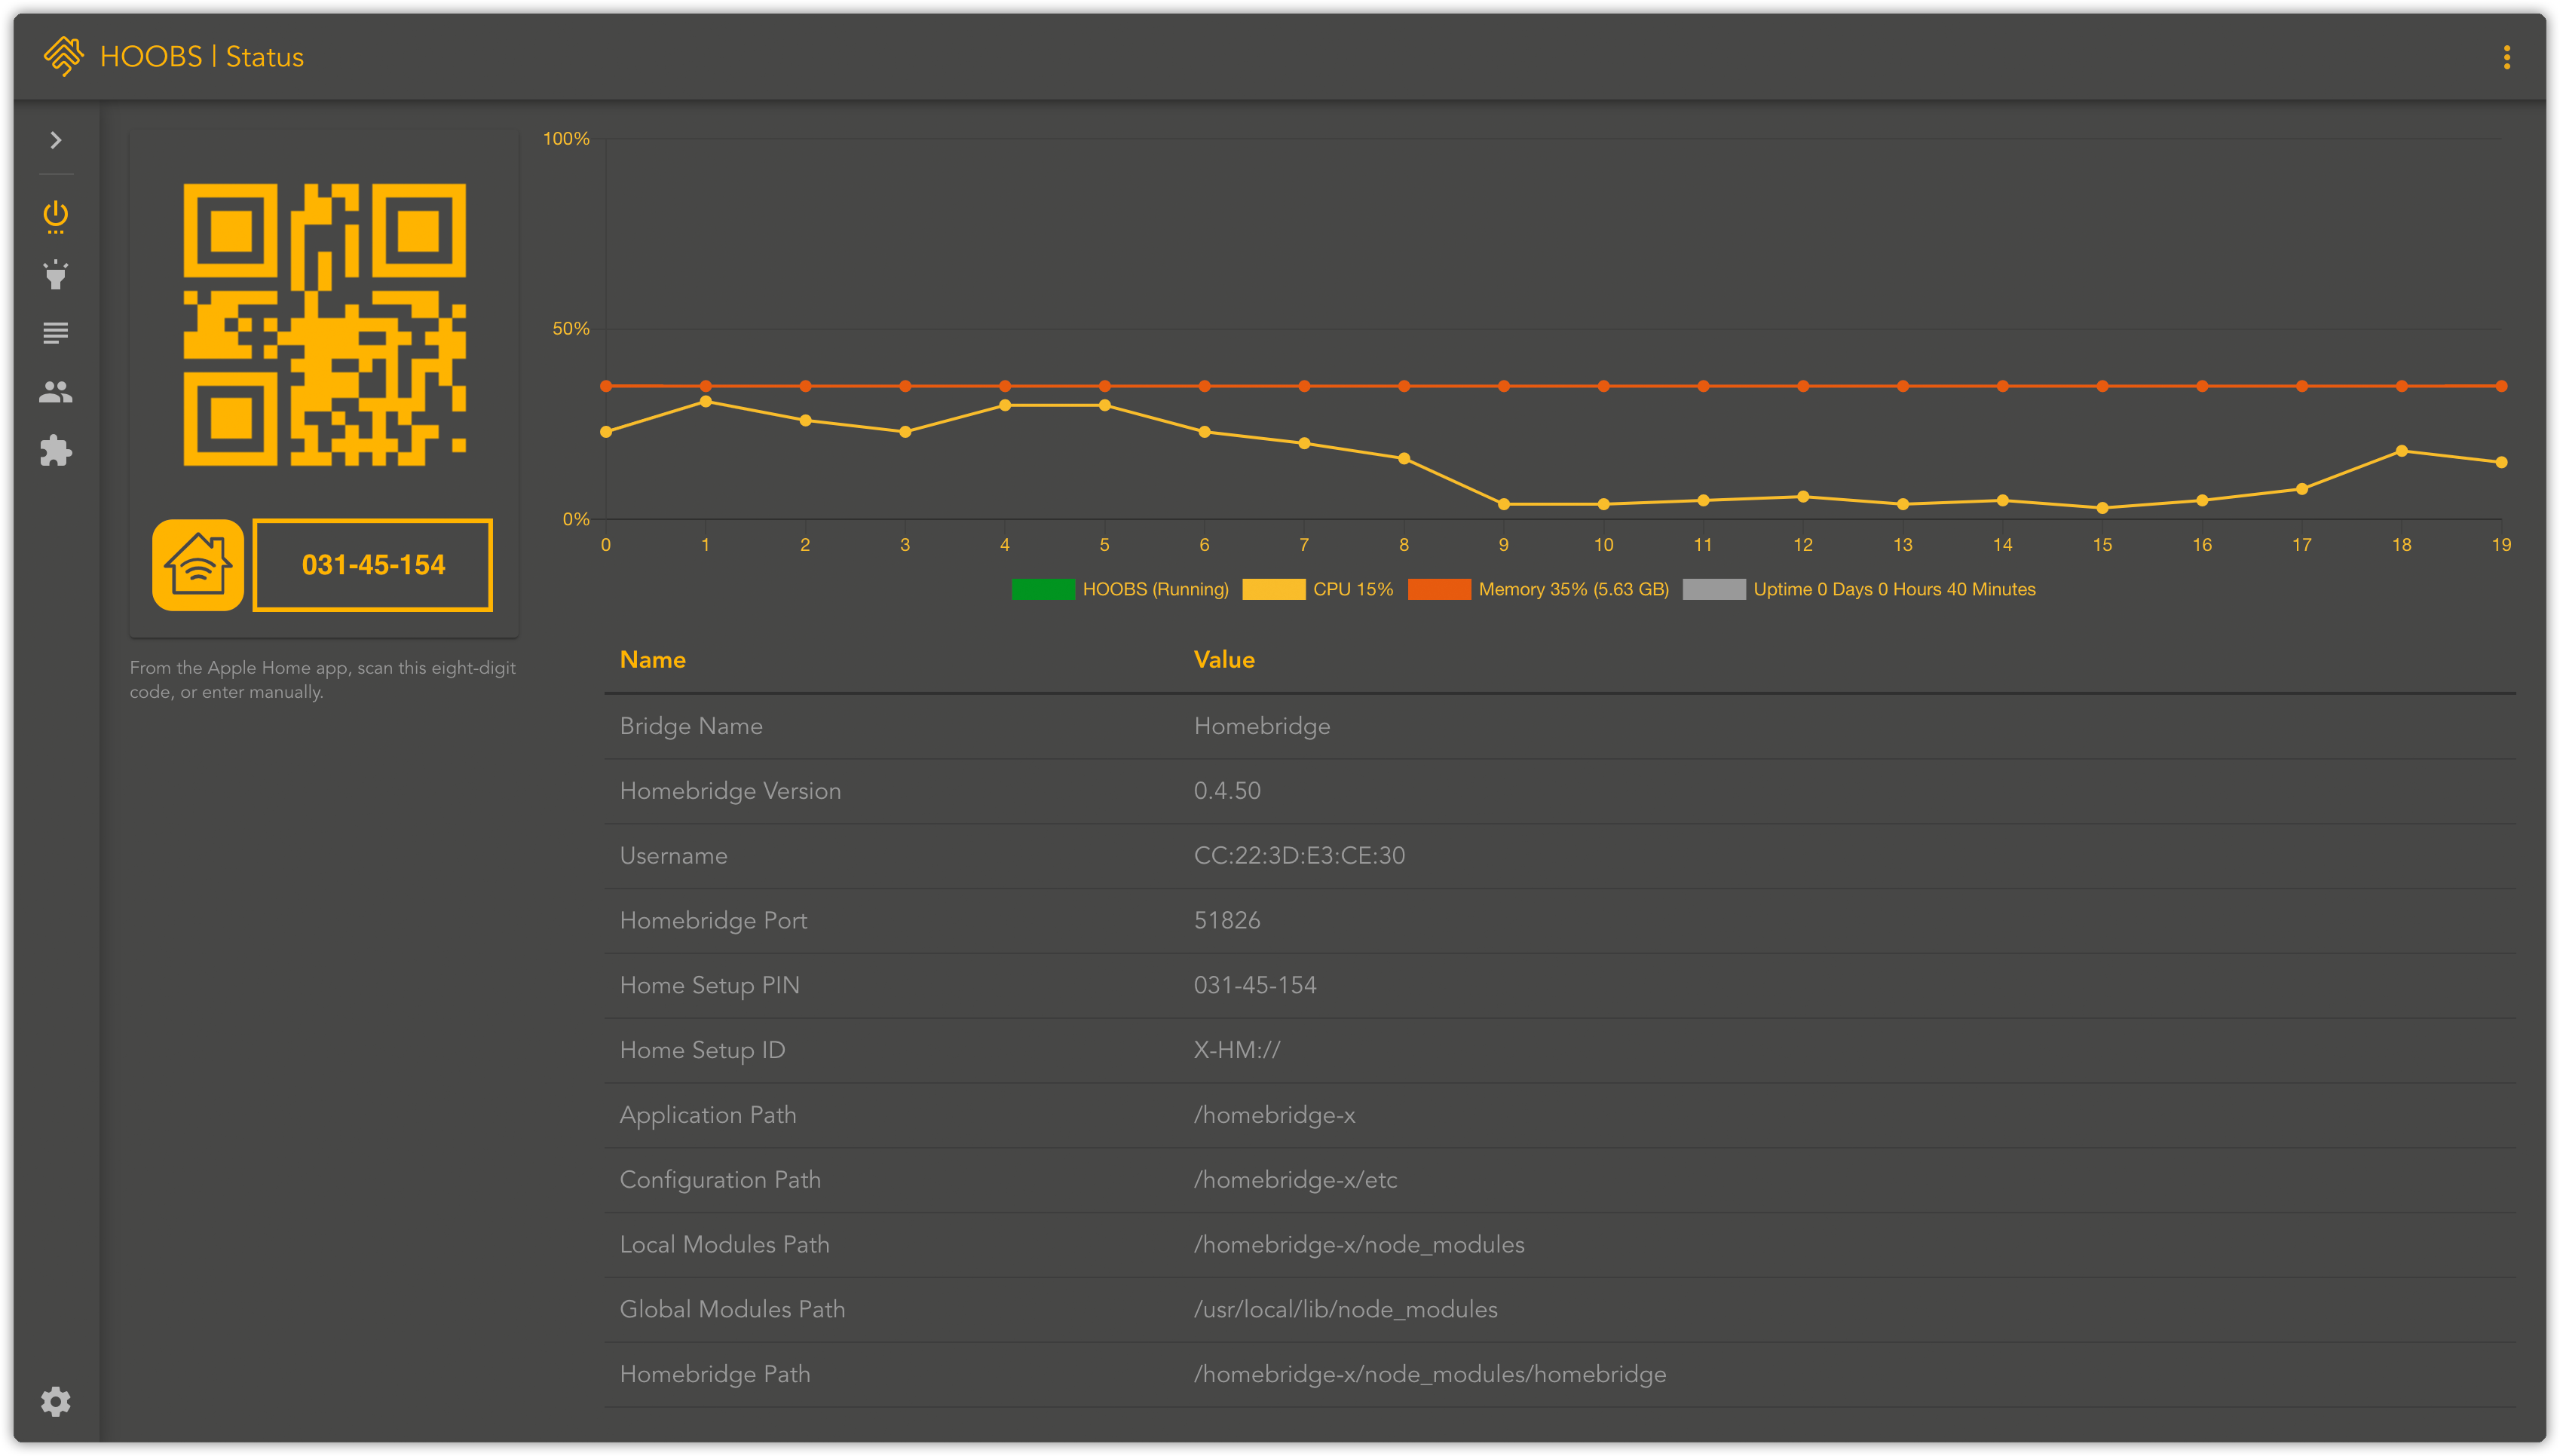 HOOBS | Status
031-45-154
From the Apple Home app, scan this eight-digit
code, or enter manually.
100%
50%
0%
0 1 2 3 4 5 6 7 8 9 10 11 12 13 14 15 16 17 18 19
HOOBS (Running) CPU 15% Memory 35% (5.63 GB) Uptime 0 Days 0 Hours 40 Minutes
Name Value
Bridge Name Homebridge
Homebridge Version 0.4.50
Username CC:22:3D:E3:CE:30
Homebridge Port 51826
Home Setup PIN 031-45-154
Home Setup ID X-HM://
Application Path /homebridge-x
Configuration Path /homebridge-x/etc
Local Modules Path /homebridge-x/node_modules
Global Modules Path /usr/local/lib/node_modules
Homebridge Path /homebridge-x/node_modules/homebridge